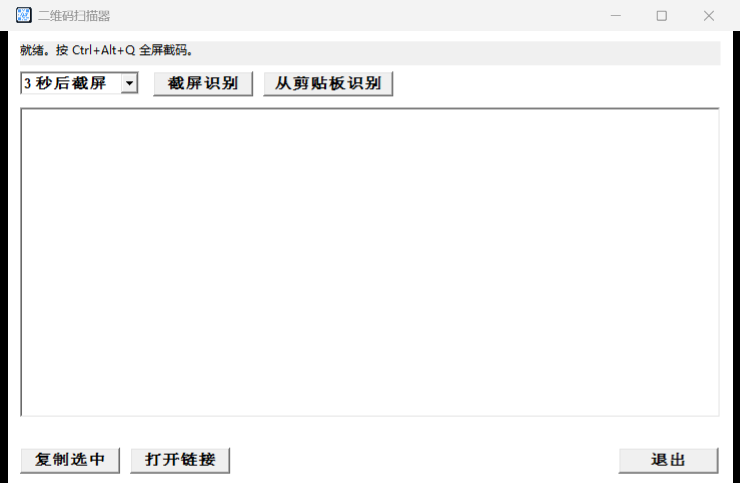 二维码扫描器
就绪。按 Ctrl+Alt+Q 全屏截码。
3 秒后截屏 截屏识别 从剪贴板识别
复制选中 打开链接 退出